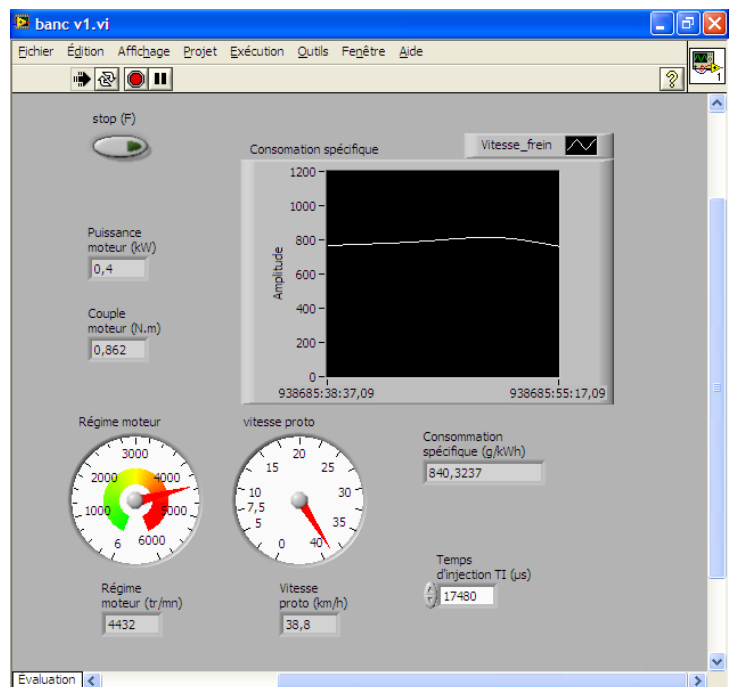 banc v1.vi
Fichier Édition Affichage Projet Exécution Outils Fenêtre Aide
? 1
stop (F)
Consomation spécifique
Vitesse_frein
1200
1000
800
600
400
200
0
Amplitude
938685:38:37,09
938685:55:17,09
Puissance
moteur (kW)
0,4
Couple
moteur (N.m)
0,862
Régime moteur
3000
2000 4000
1000 5000
6 6000
vitesse proto
20
15 25
10 30
7,5
5 35
0 40
Consommation
spécifique (g/kWh)
840,3237
Temps
d'injection TI (µs)
17480
Régime
moteur (tr/mn)
4432
Vitesse
proto (km/h)
38,8
Évaluation